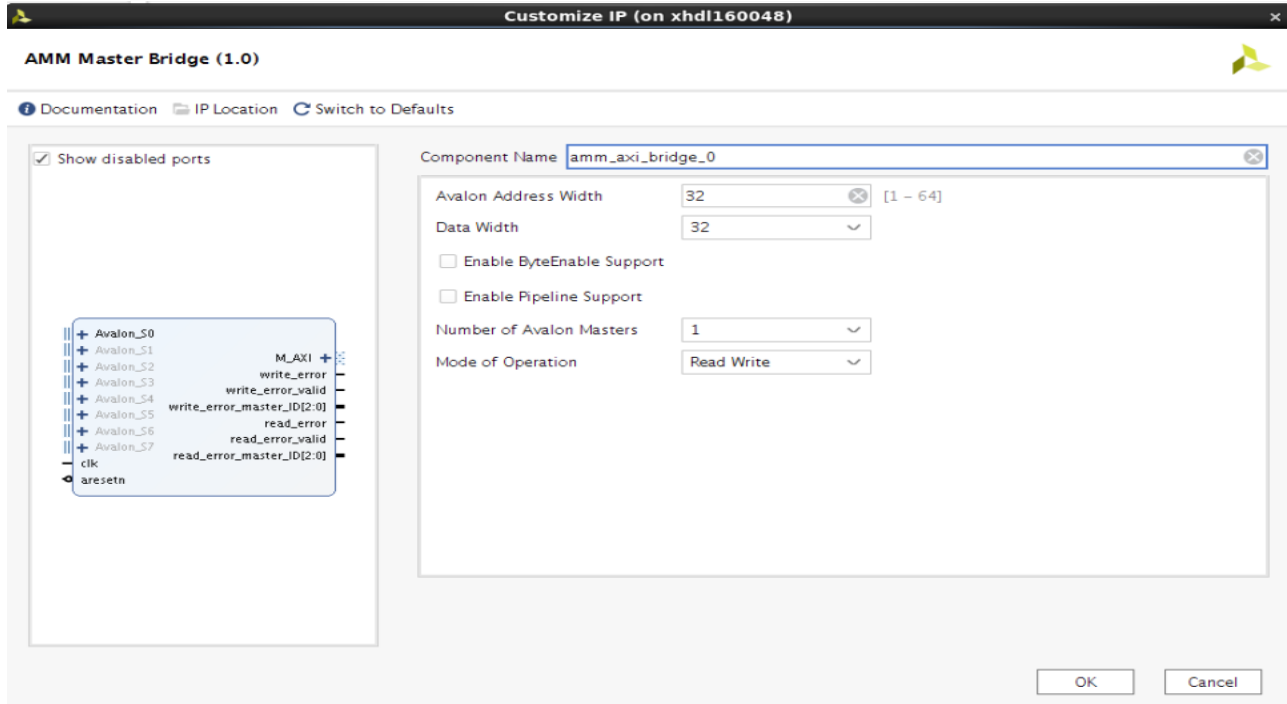 Customize IP (on xhdl160048)
×
AMM Master Bridge (1.0)
Documentation IP Location Switch to Defaults
Show disabled ports
Avalon_S0
Avalon_S1
Avalon_S2
Avalon_S3
Avalon_S4
Avalon_S5
Avalon_S6
Avalon_S7
clk
aresetn
M_AXI
write_error
write_error_valid
write_error_master_ID[2:0]
read_error
read_error_valid
read_error_master_ID[2:0]
Component Name amm_axi_bridge_0
Avalon Address Width 32 [1 – 64]
Data Width 32
Enable ByteEnable Support
Enable Pipeline Support
Number of Avalon Masters 1
Mode of Operation Read Write
OK Cancel